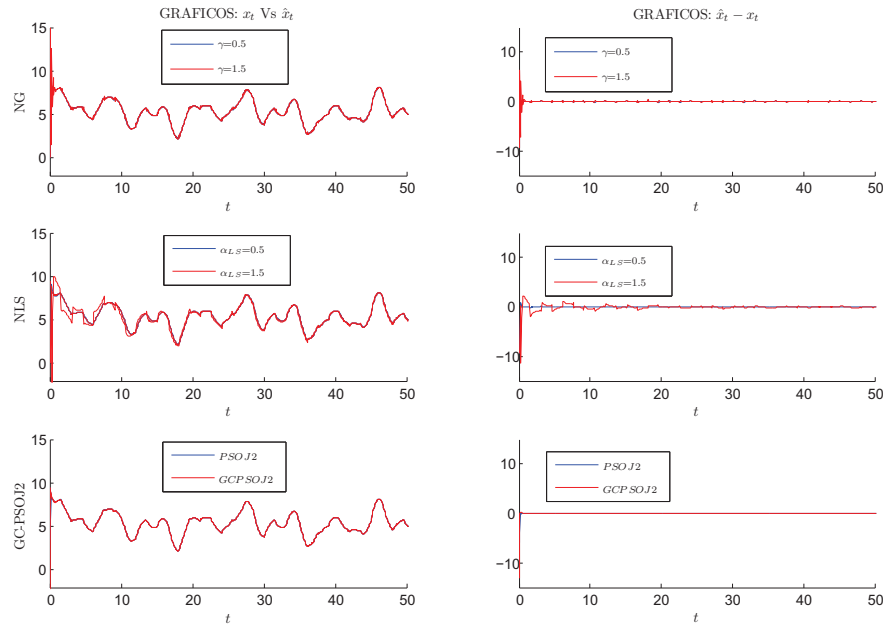 GRAFICOS: $x_t$ Vs $\hat{x}_t$
15
10
5
0
NG
γ=0.5
γ=1.5
0 10 20 30 40 50
t
GRAFICOS: $\hat{x}_t - x_t$
10
0
−10
γ=0.5
γ=1.5
0 10 20 30 40 50
t
15
10
5
0
NLS
$\alpha_{LS}$=0.5
$\alpha_{LS}$=1.5
0 10 20 30 40 50
t
10
0
−10
$\alpha_{LS}$=0.5
$\alpha_{LS}$=1.5
0 10 20 30 40 50
t
15
10
5
0
GC-PSOJ2
PSOJ2
GCPSOJ2
0 10 20 30 40 50
t
10
0
−10
PSOJ2
GCPSOJ2
0 10 20 30 40 50
t